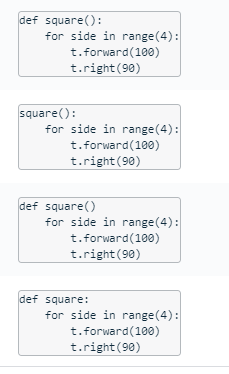 def square():
    for side in range(4):
        t.forward(100)
        t.right(90)
square():
    for side in range(4):
        t.forward(100)
        t.right(90)
def square()
    for side in range(4):
        t.forward(100)
        t.right(90)
def square:
    for side in range(4):
        t.forward(100)
        t.right(90)